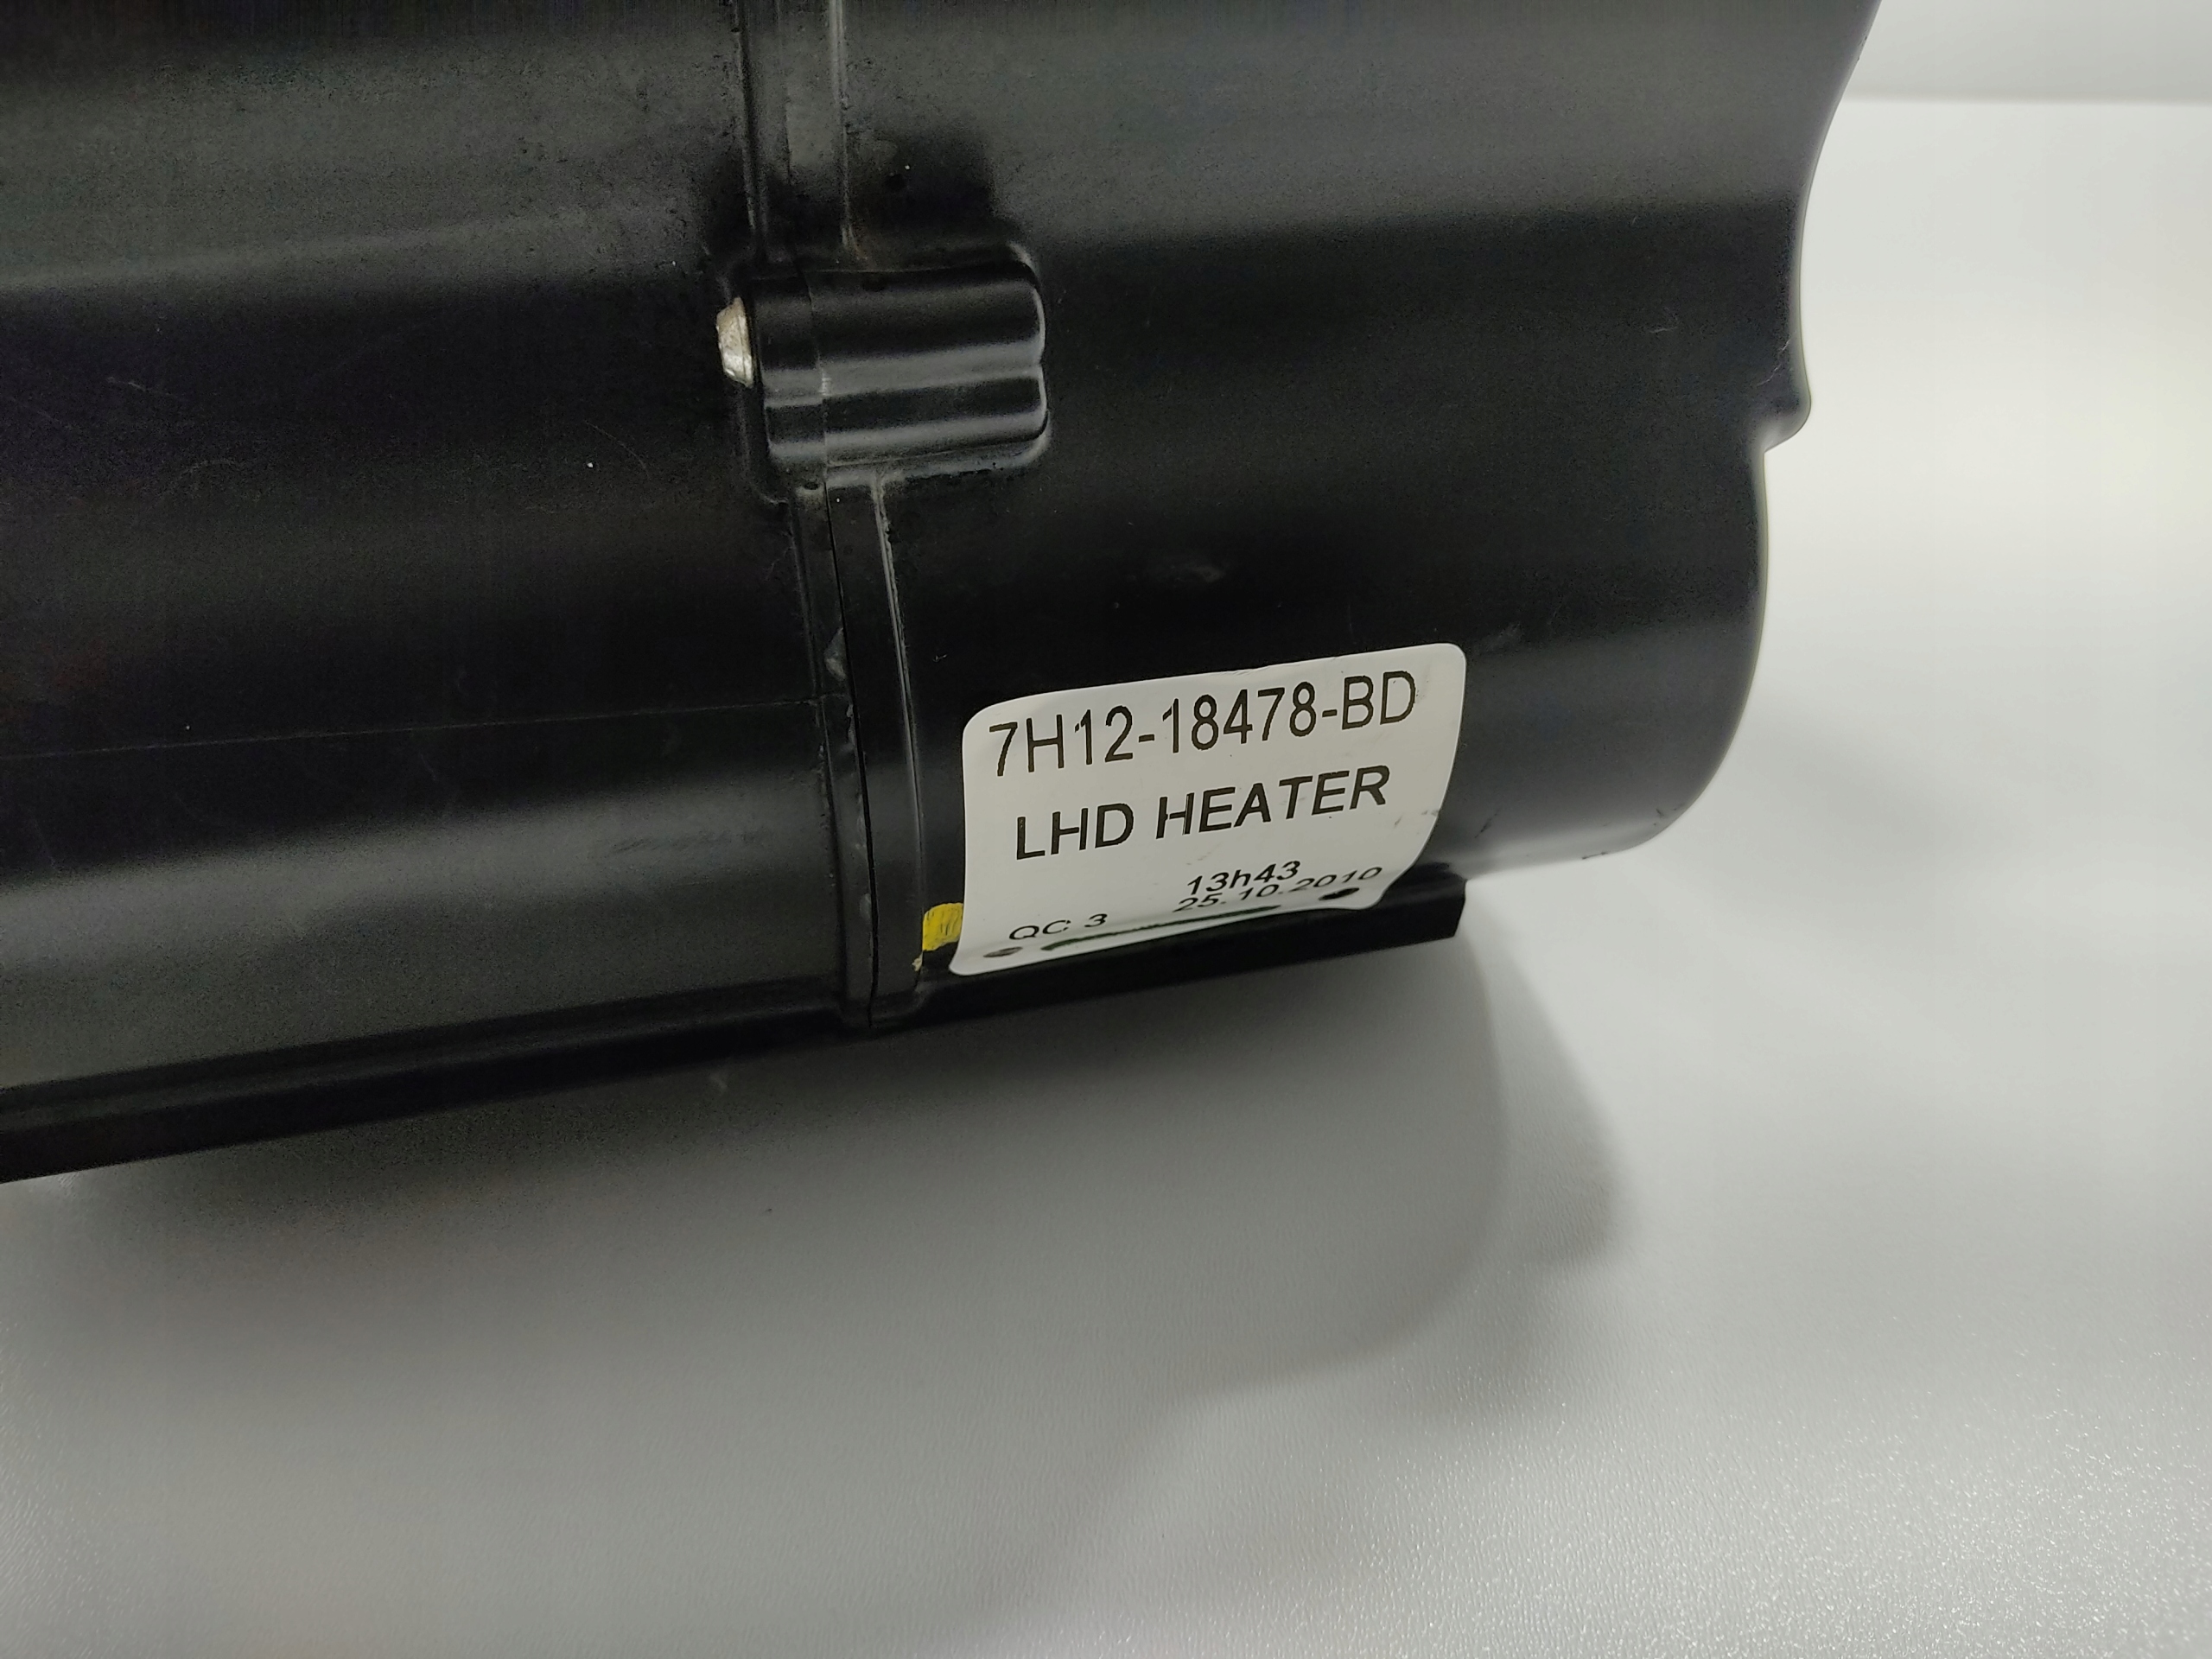 7H12-18478-BD
LHD HEATER
13h43
QC 3 25.10.2010